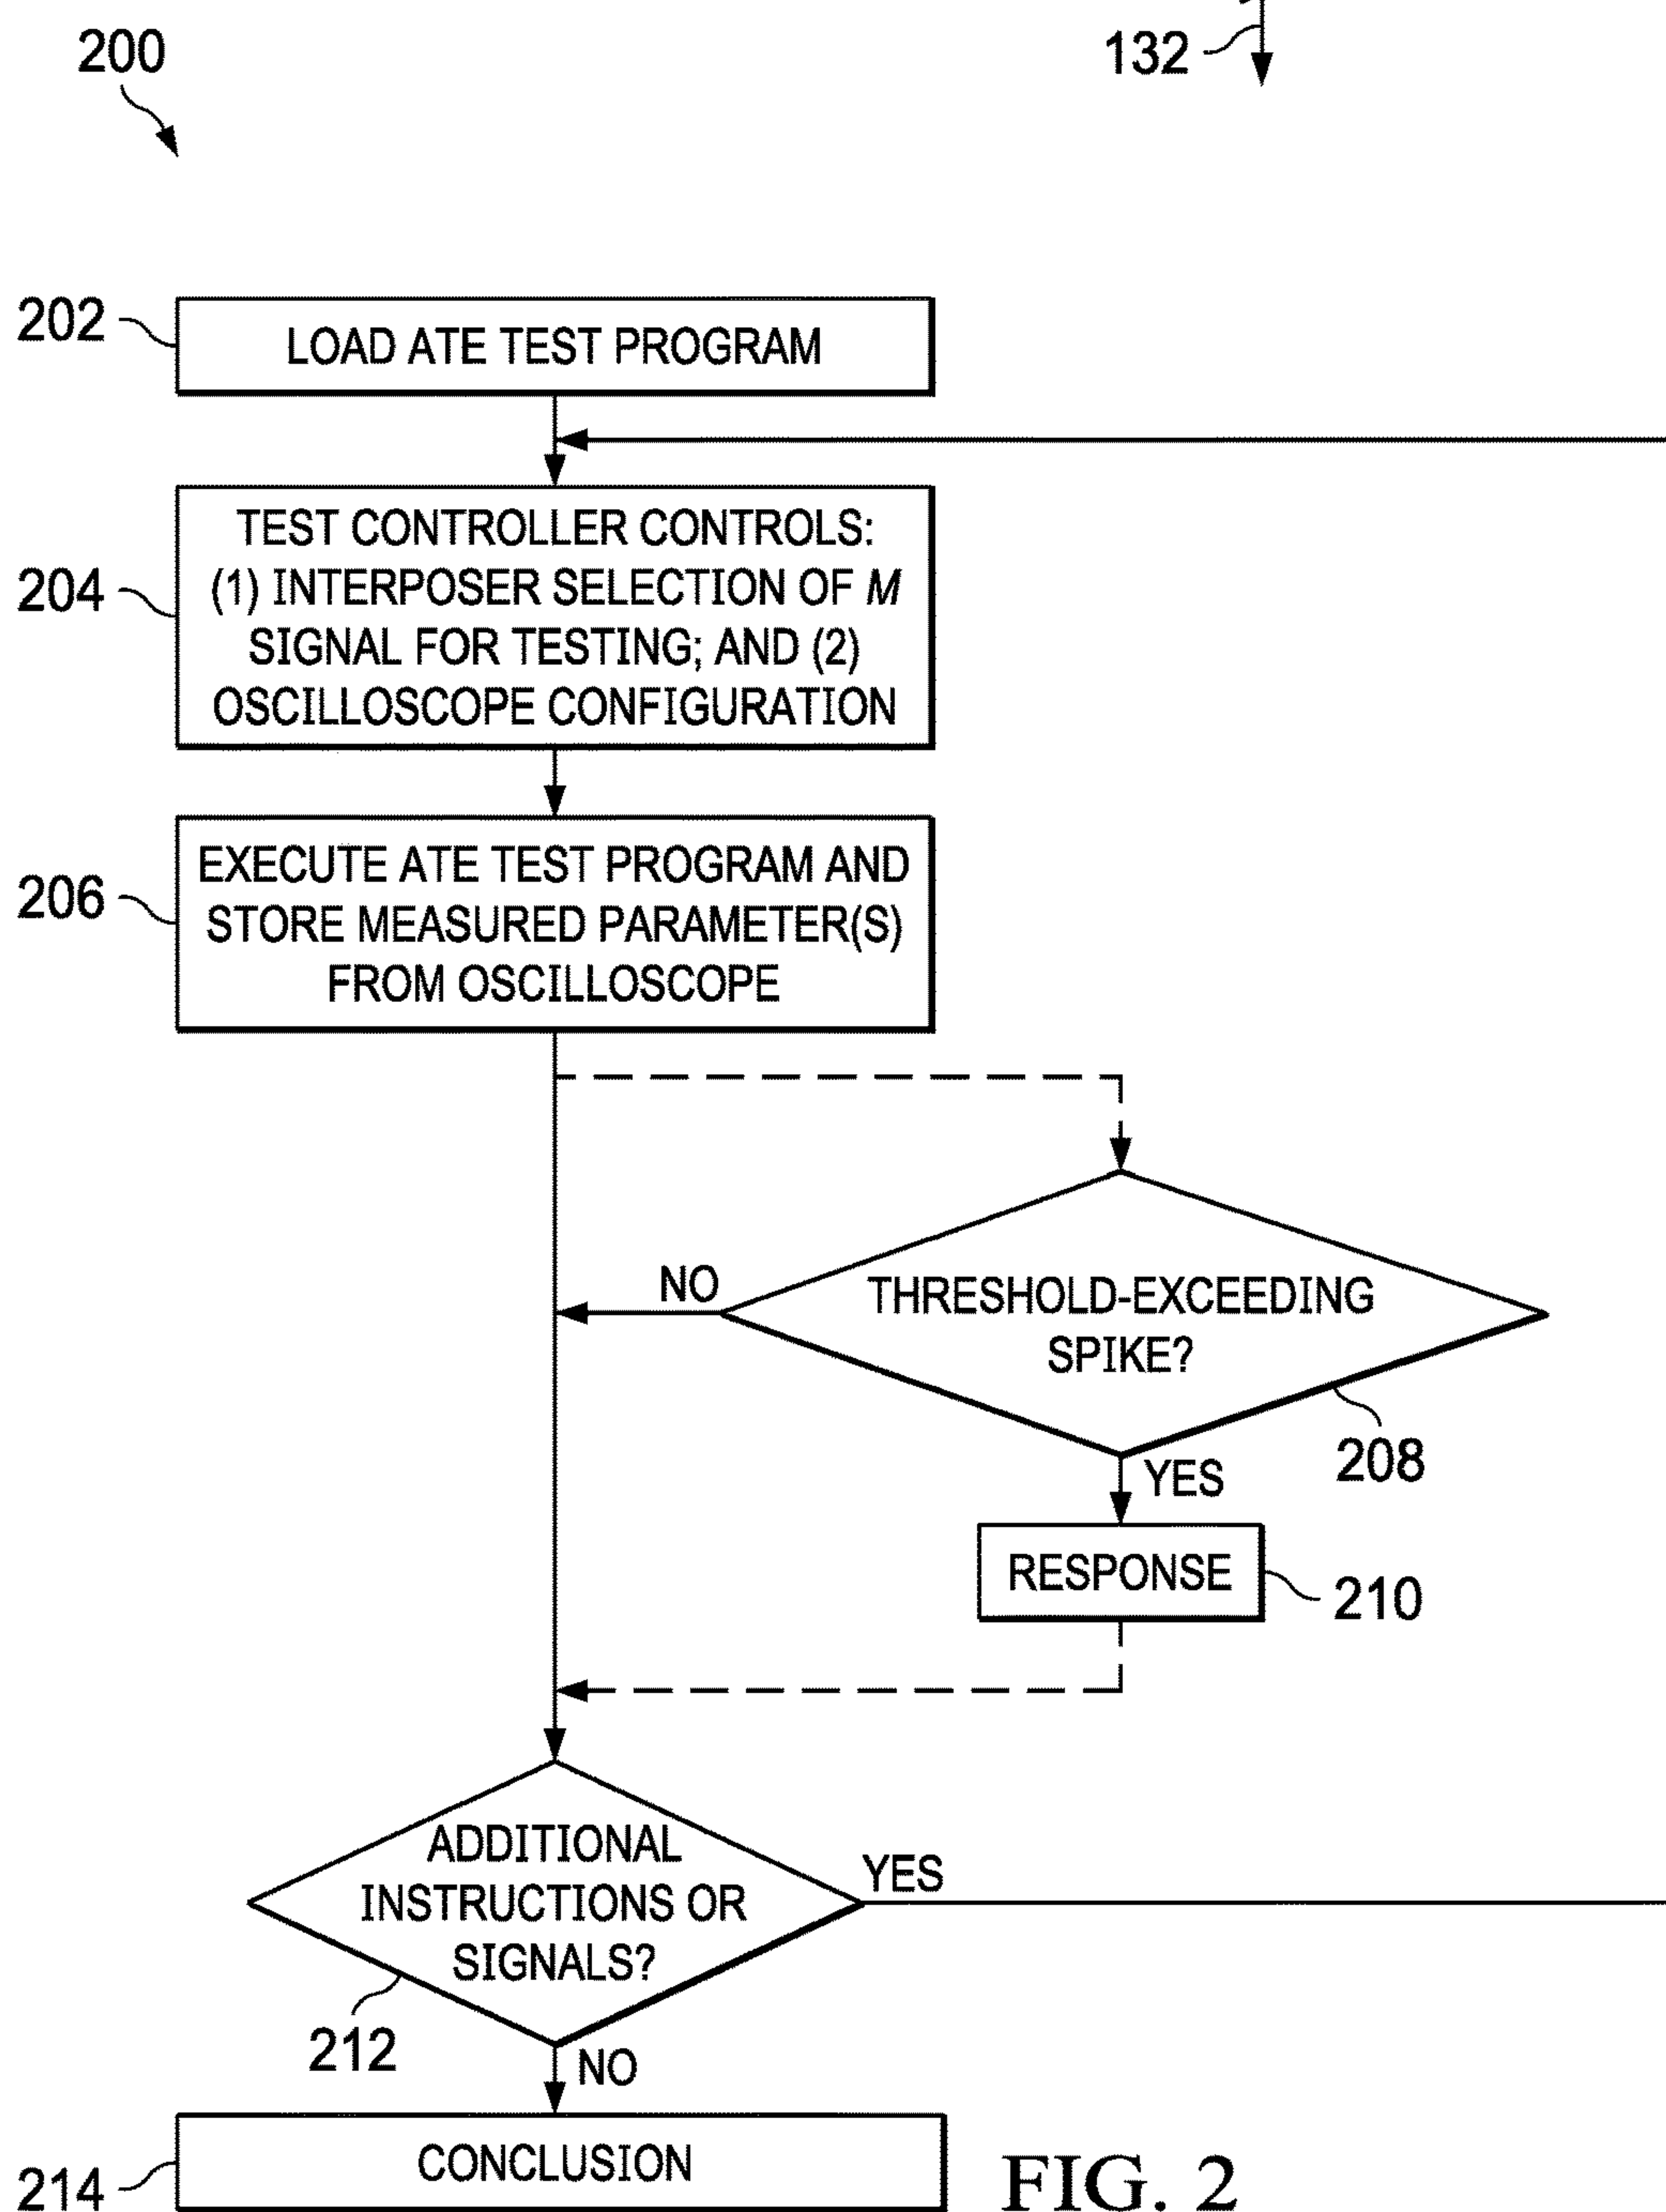 132
200
202
LOAD ATE TEST PROGRAM
204
TEST CONTROLLER CONTROLS:
(1) INTERPOSER SELECTION OF M
SIGNAL FOR TESTING; AND (2)
OSCILLOSCOPE CONFIGURATION
206
EXECUTE ATE TEST PROGRAM AND
STORE MEASURED PARAMETER(S)
FROM OSCILLOSCOPE
NO
THRESHOLD-EXCEEDING
SPIKE?
208
YES
RESPONSE
210
ADDITIONAL
INSTRUCTIONS OR
SIGNALS?
YES
212
NO
214
CONCLUSION
FIG. 2